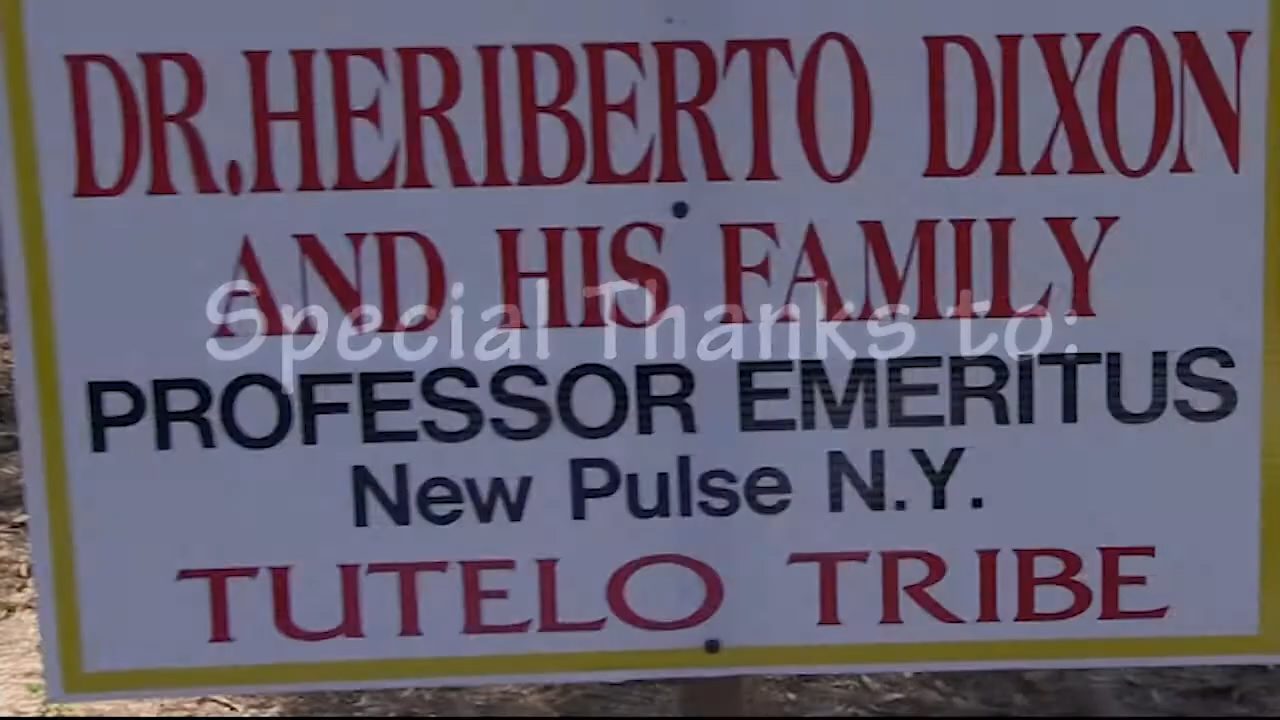 DR.HERIBERTO DIXON
AND HIS FAMILY
Special Thanks to:
PROFESSOR EMERITUS
New Pulse N.Y.
TUTELO TRIBE